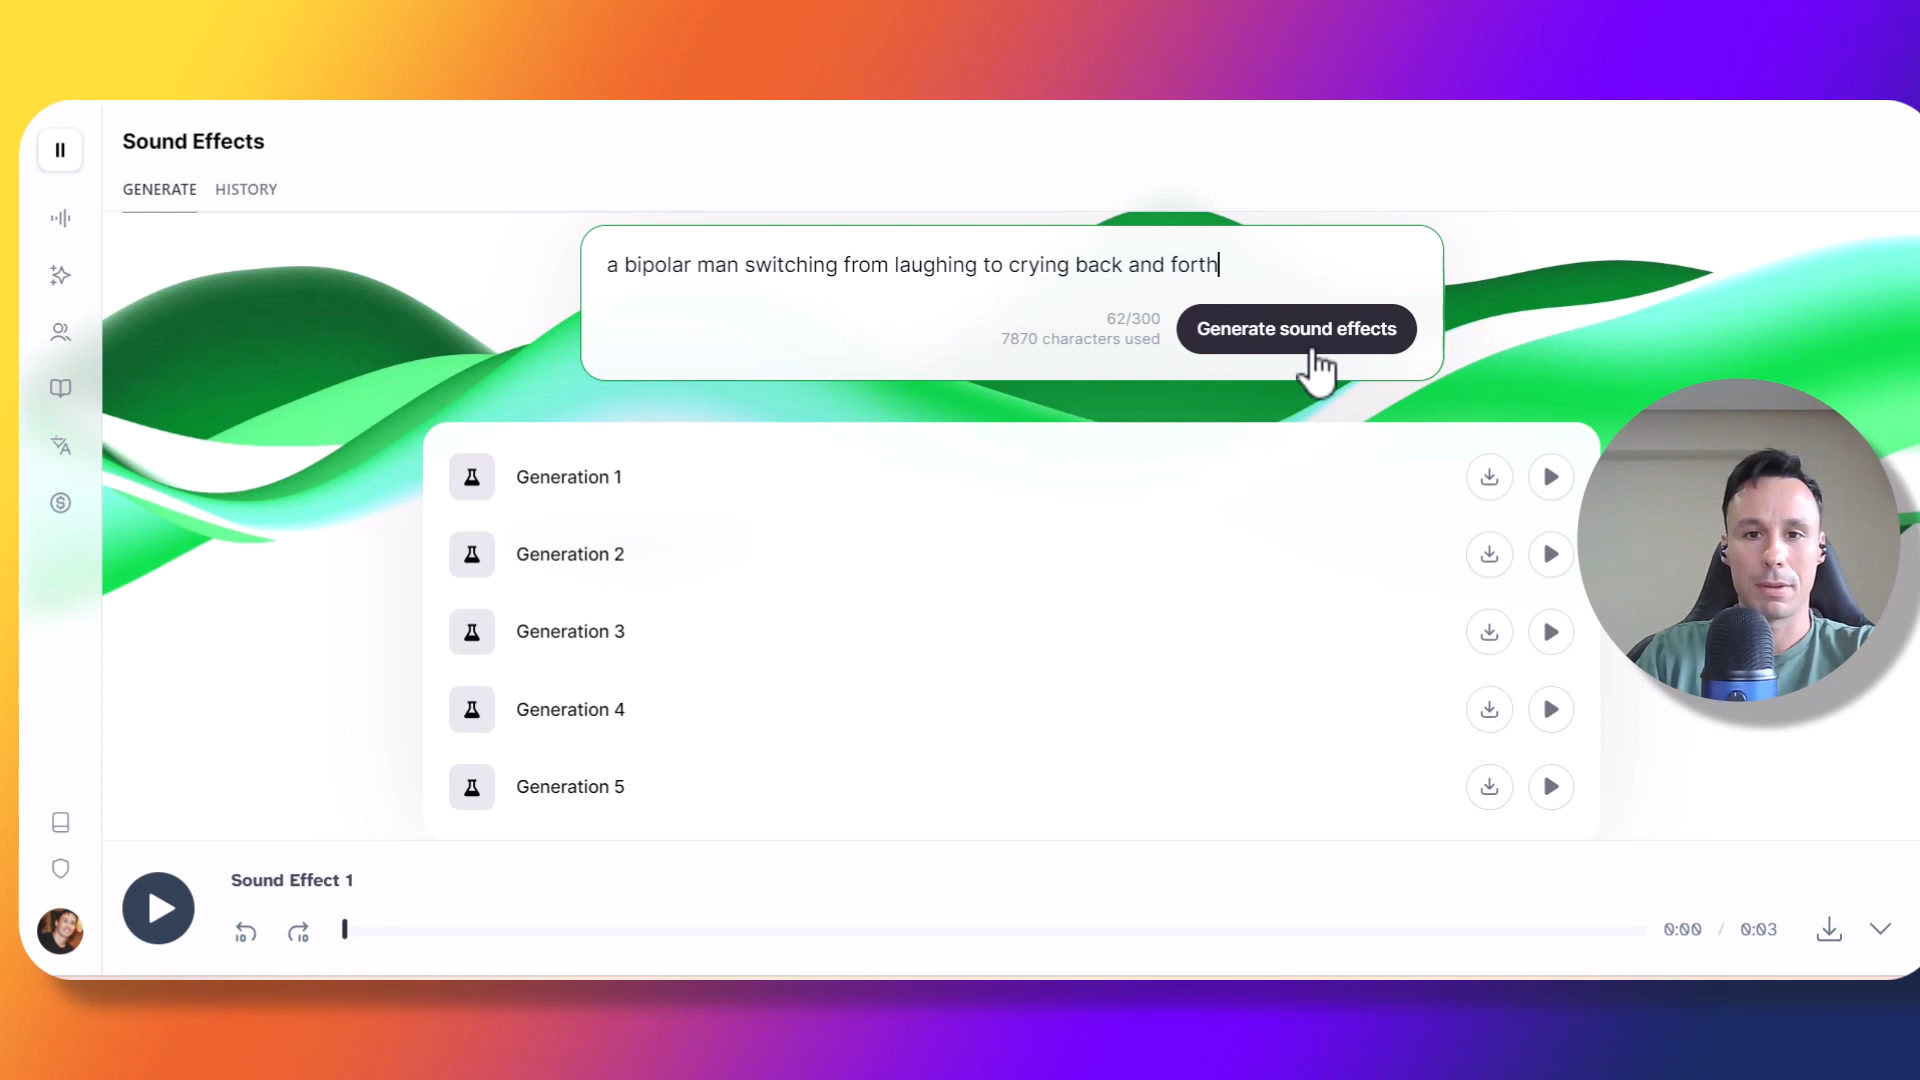 Sound Effects
GENERATE HISTORY
a bipolar man switching from laughing to crying back and forth
62/300
7870 characters used
Generate sound effects
Generation 1
Generation 2
Generation 3
Generation 4
Generation 5
Sound Effect 1
10 10
0:00 / 0:03